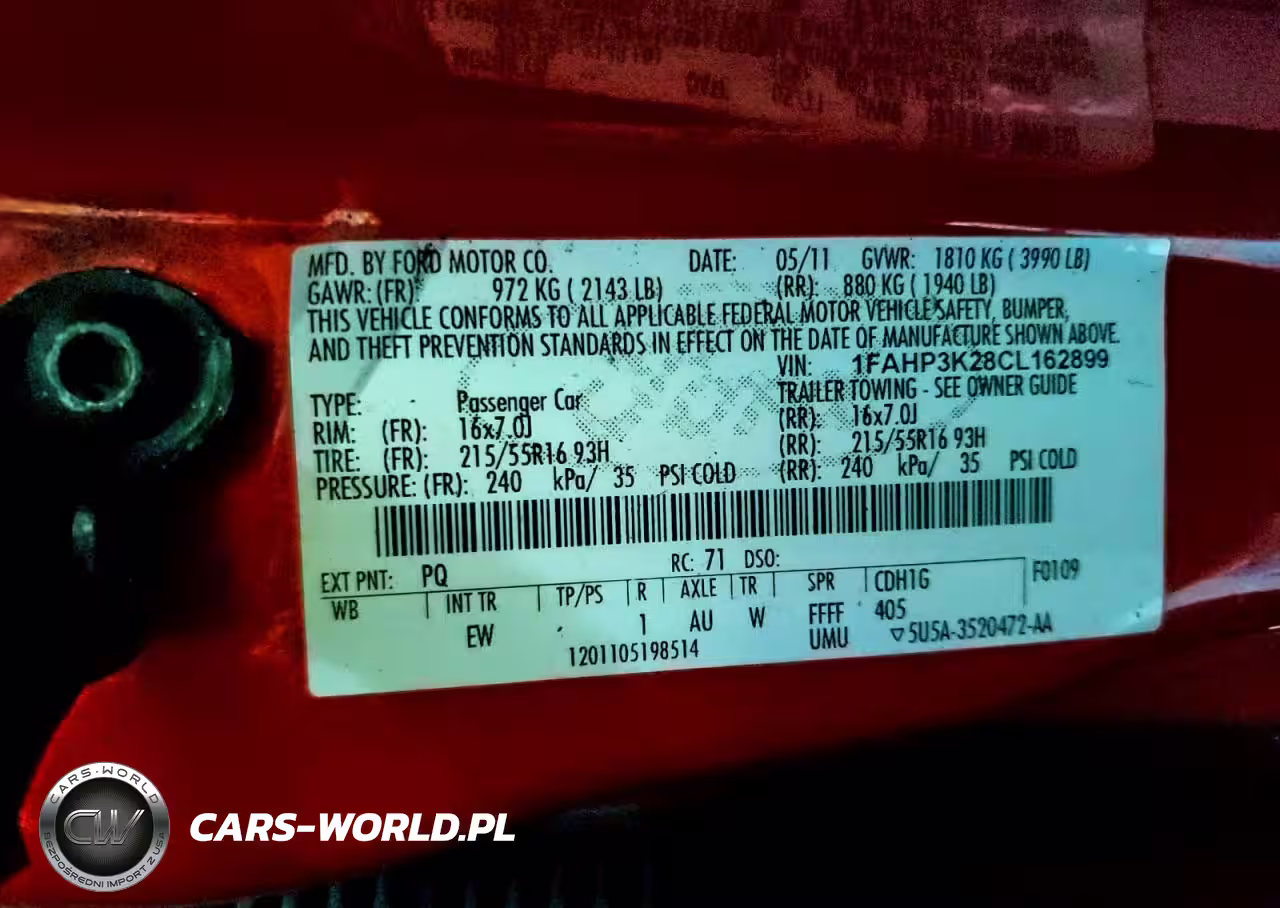 MFD. BY FORD MOTOR CO. DATE: 05/11 GVWR: 1810 KG ( 3990 LB)
GAWR: (FR): 972 KG ( 2143 LB) (RR): 880 KG ( 1940 LB)
THIS VEHICLE CONFORMS TO ALL APPLICABLE FEDERAL MOTOR VEHICLE SAFETY, BUMPER,
AND THEFT PREVENTION STANDARDS IN EFFECT ON THE DATE OF MANUFACTURE SHOWN ABOVE.
VIN: 1FAHP3K28CL162899
TYPE: - Passenger Car TRAILER TOWING - SEE OWNER GUIDE
RIM: (FR): 16x7.0J (RR): 16x7.0J
TIRE: (FR): 215/55R16 93H (RR): 215/55R16 93H
PRESSURE: (FR): 240 kPa/ 35 PSI COLD (RR): 240 kPa/ 35 PSI COLD
EXT PNT: PQ RC: 71 DSO:
WB INT TR TP/PS R AXLE TR SPR CDH1G F0109
EW 1 AU W FFFF 405
1201105198514 UMU ▽5U5A-3520472-AA
CARS-WORLD
CW
BEZPOŚREDNI IMPORT Z USA
CARS-WORLD.PL